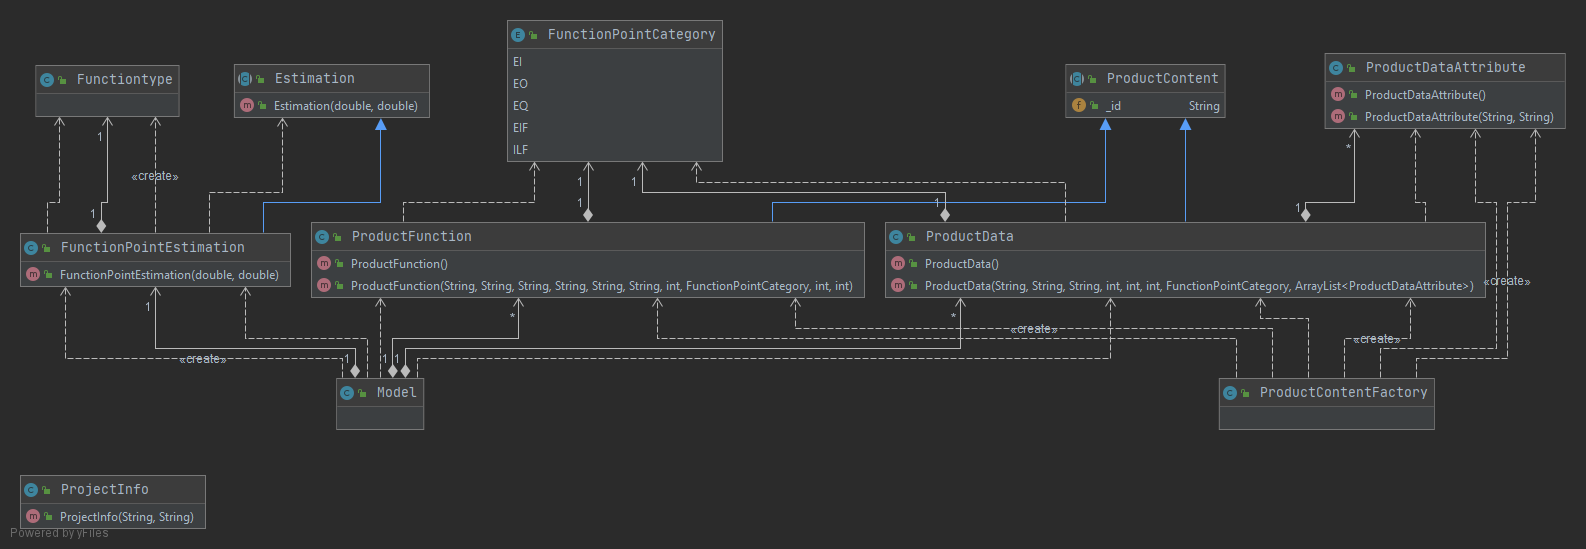 FunctionPointCategory
EI
EO
EQ
EIF
ILF
Functiontype
Estimation
Estimation(double, double)
ProductContent
_id String
ProductDataAttribute
ProductDataAttribute()
ProductDataAttribute(String, String)
1
«create»
1
1
1
1
1
*
1
FunctionPointEstimation
FunctionPointEstimation(double, double)
ProductFunction
ProductFunction()
ProductFunction(String, String, String, String, String, String, int, FunctionPointCategory, int, int)
ProductData
ProductData()
ProductData(String, String, String, int, int, int, FunctionPointCategory, ArrayList<ProductDataAttribute>)
«create»
1
*
*
«create»
«create»
«create»
1
1
1
Model
ProductContentFactory
ProjectInfo
ProjectInfo(String, String)
Powered by yFiles